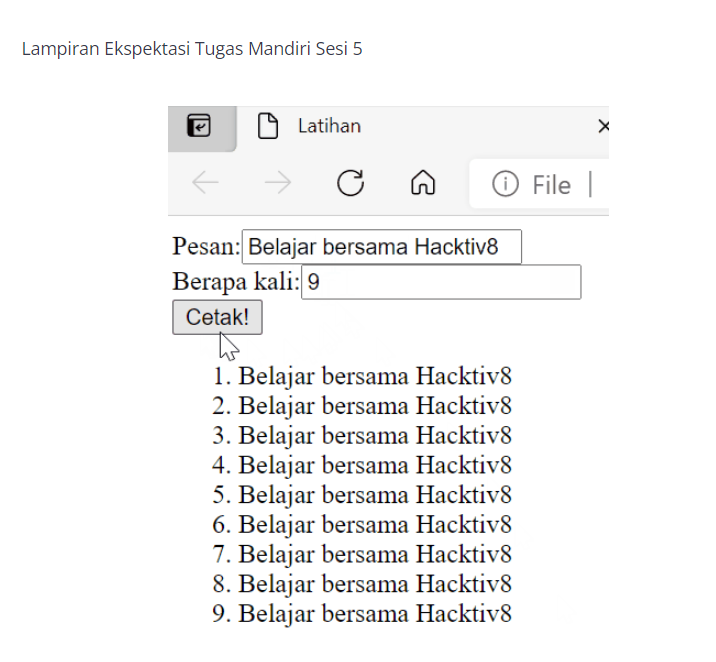 Lampiran Ekspektasi Tugas Mandiri Sesi 5
Latihan
File
Pesan: Belajar bersama Hacktiv8
Berapa kali: 9
Cetak!
1. Belajar bersama Hacktiv8
2. Belajar bersama Hacktiv8
3. Belajar bersama Hacktiv8
4. Belajar bersama Hacktiv8
5. Belajar bersama Hacktiv8
6. Belajar bersama Hacktiv8
7. Belajar bersama Hacktiv8
8. Belajar bersama Hacktiv8
9. Belajar bersama Hacktiv8